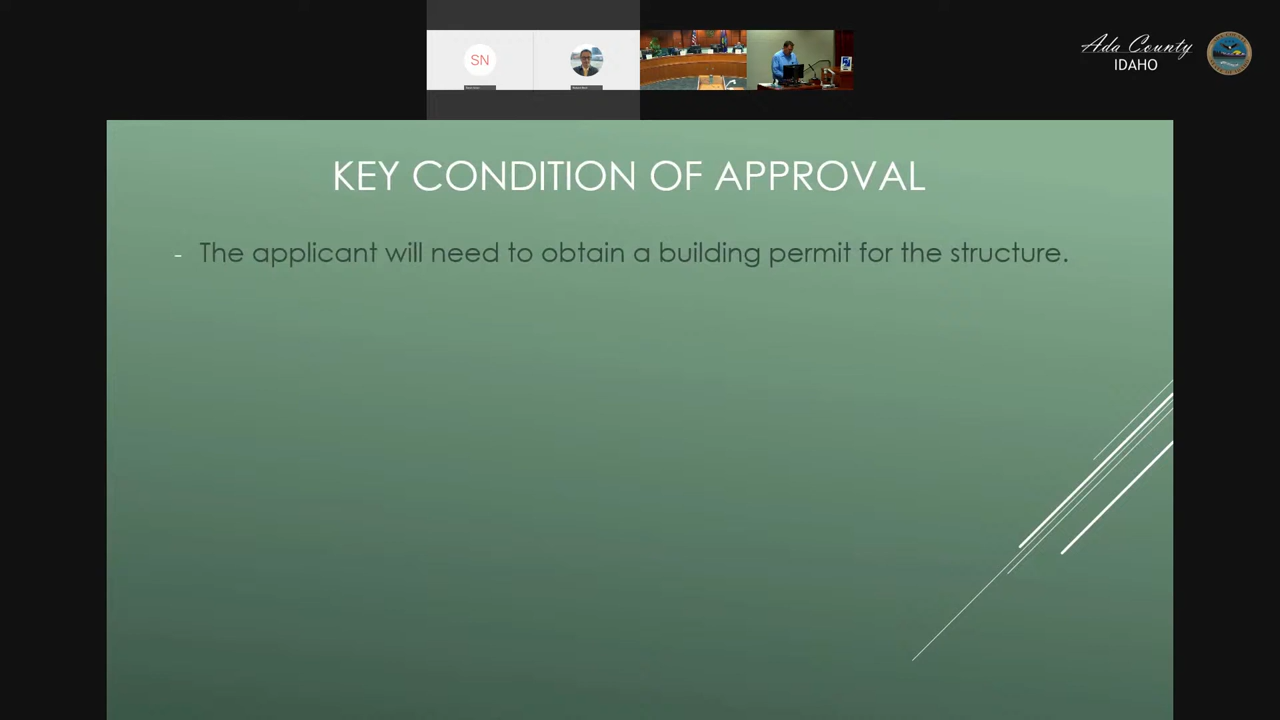 SN
Ada County
IDAHO
KEY CONDITION OF APPROVAL
- The applicant will need to obtain a building permit for the structure.